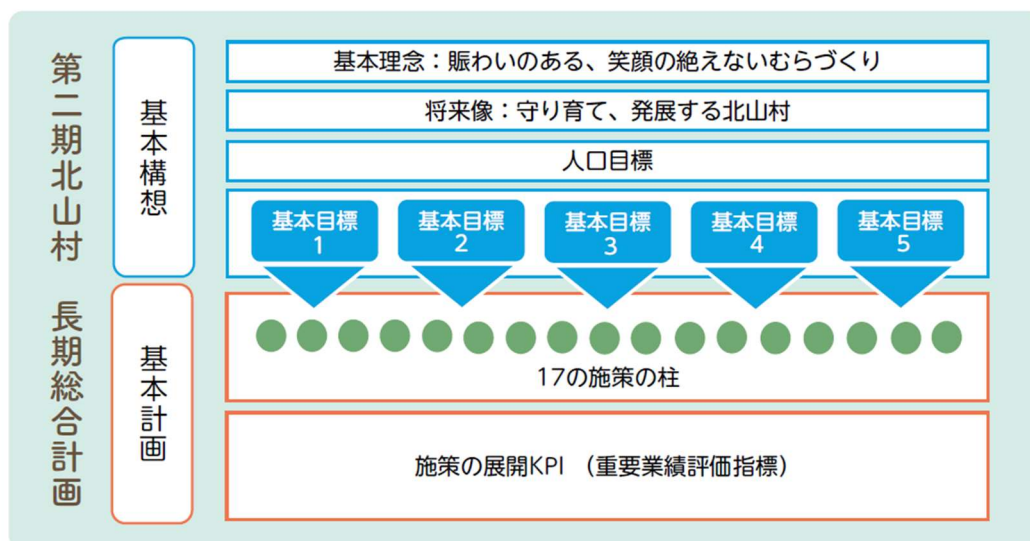 第二期北山村 長期総合計画
基本構想
基本理念：賑わいのある、笑顔の絶えないむらづくり
将来像：守り育て、発展する北山村
人口目標
基本目標
1
基本目標
2
基本目標
3
基本目標
4
基本目標
5
基本計画
17の施策の柱
施策の展開KPI （重要業績評価指標）